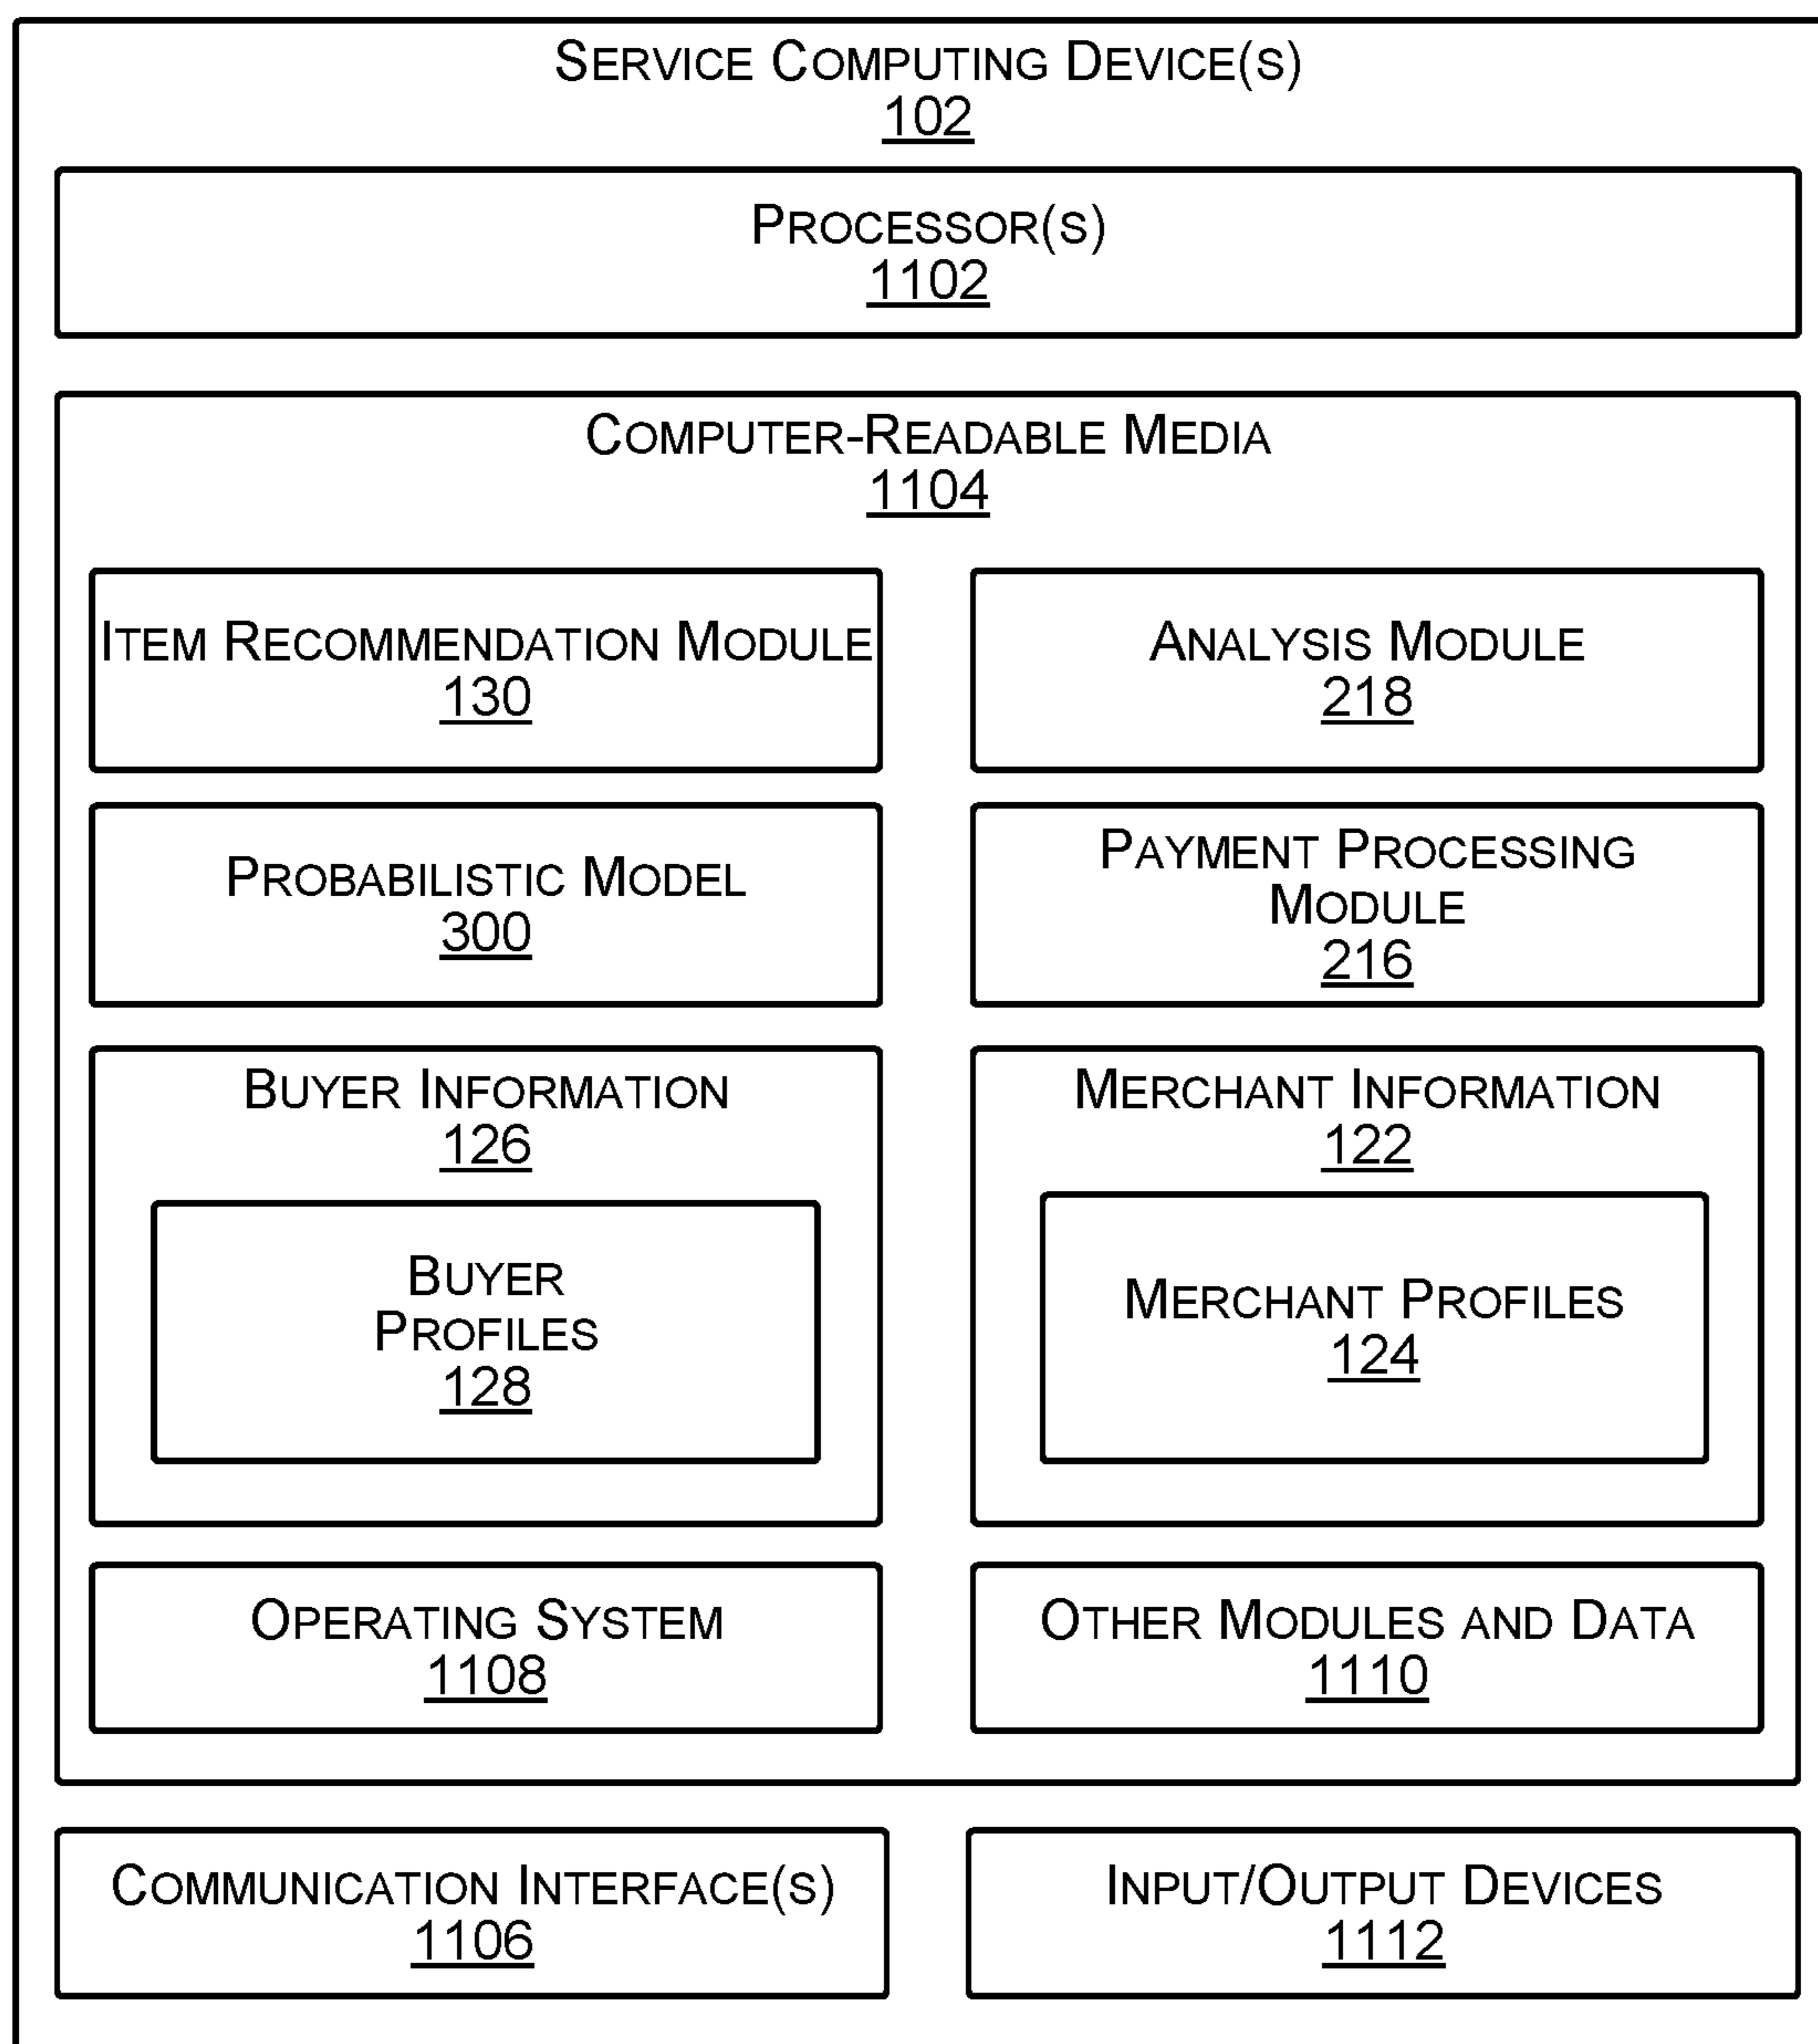 SERVICE COMPUTING DEVICE(S)
102
PROCESSOR(S)
1102
COMPUTER-READABLE MEDIA
1104
ITEM RECOMMENDATION MODULE
130
ANALYSIS MODULE
218
PROBABILISTIC MODEL
300
PAYMENT PROCESSING
MODULE
216
BUYER INFORMATION
126
BUYER
PROFILES
128
MERCHANT INFORMATION
122
MERCHANT PROFILES
124
OPERATING SYSTEM
1108
OTHER MODULES AND DATA
1110
COMMUNICATION INTERFACE(S)
1106
INPUT/OUTPUT DEVICES
1112